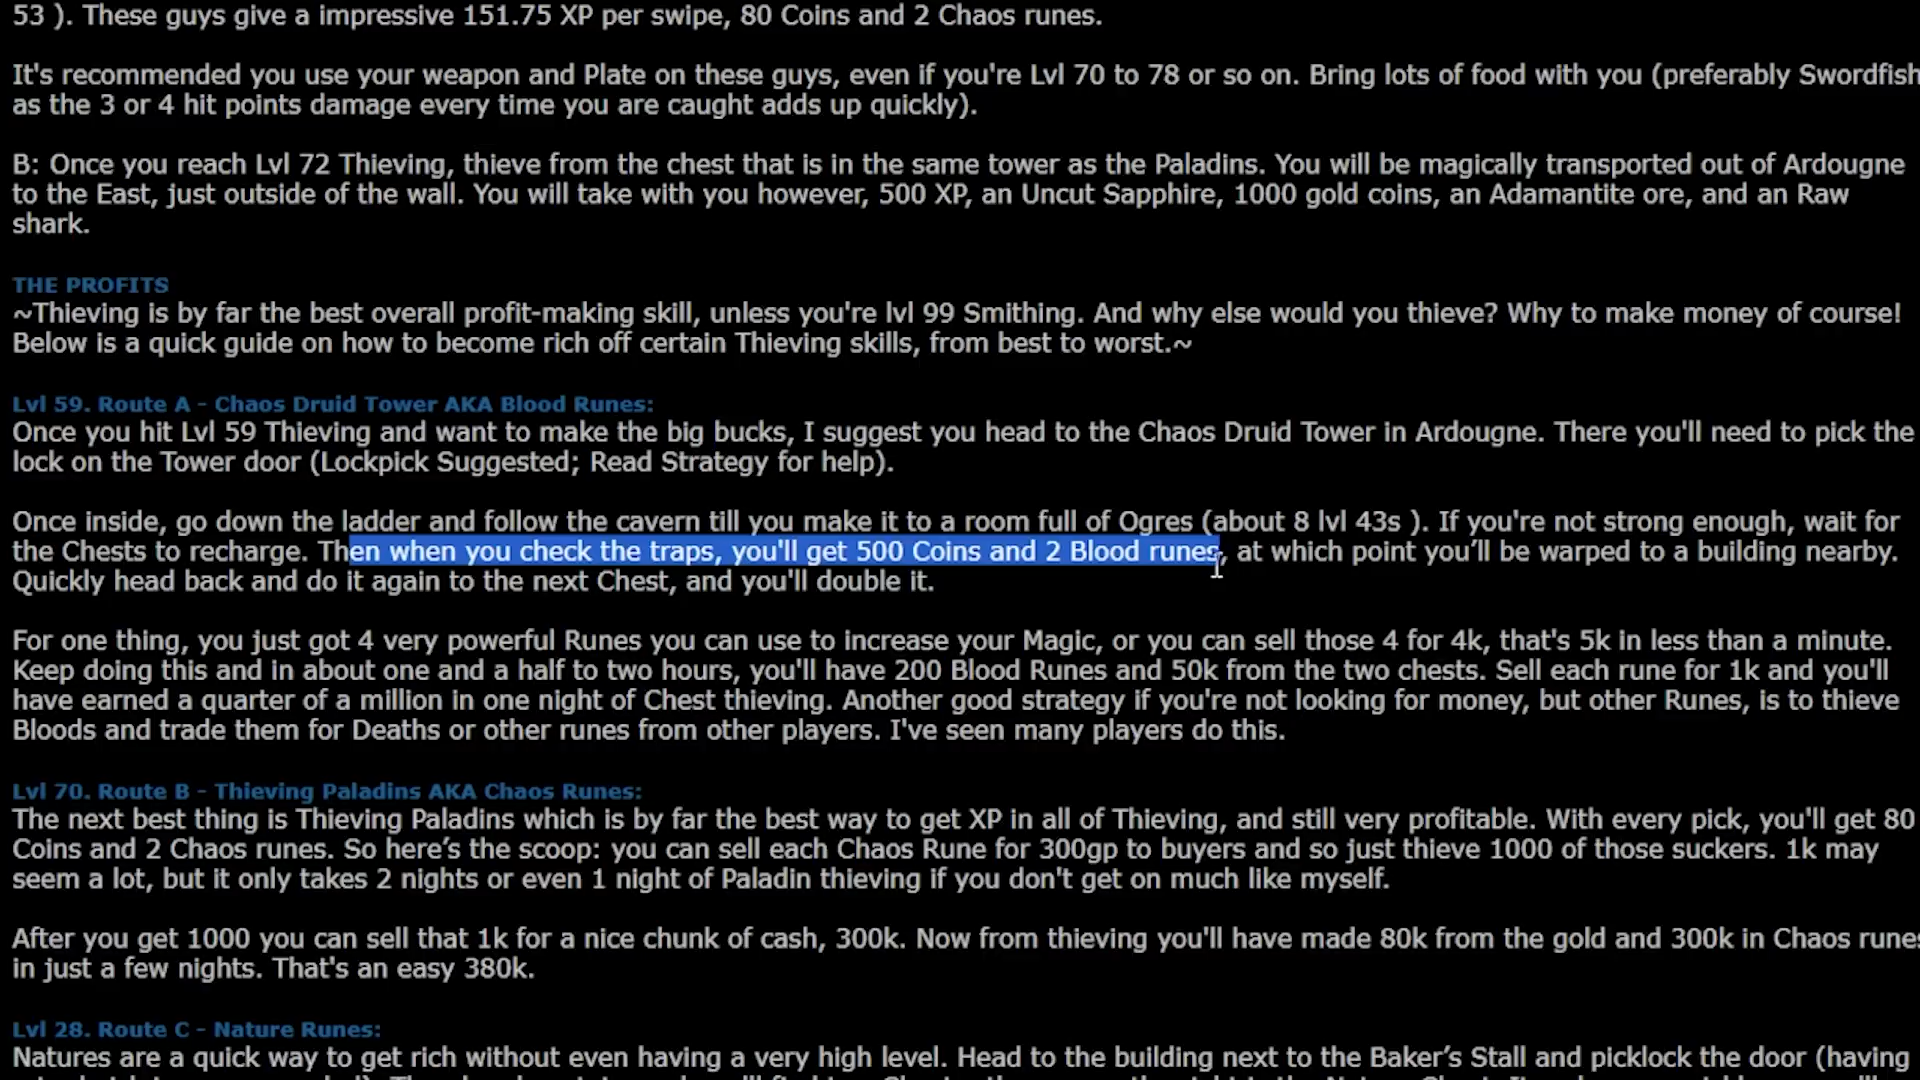 53 ). These guys give a impressive 151.75 XP per swipe, 80 Coins and 2 Chaos runes.
It's recommended you use your weapon and Plate on these guys, even if you're Lvl 70 to 78 or so on. Bring lots of food with you (preferably Swordfish
as the 3 or 4 hit points damage every time you are caught adds up quickly).
B: Once you reach Lvl 72 Thieving, thieve from the chest that is in the same tower as the Paladins. You will be magically transported out of Ardougne
to the East, just outside of the wall. You will take with you however, 500 XP, an Uncut Sapphire, 1000 gold coins, an Adamantite ore, and an Raw
shark.
THE PROFITS
~Thieving is by far the best overall profit-making skill, unless you're lvl 99 Smithing. And why else would you thieve? Why to make money of course!
Below is a quick guide on how to become rich off certain Thieving skills, from best to worst.~
Lvl 59. Route A - Chaos Druid Tower AKA Blood Runes:
Once you hit Lvl 59 Thieving and want to make the big bucks, I suggest you head to the Chaos Druid Tower in Ardougne. There you'll need to pick the
lock on the Tower door (Lockpick Suggested; Read Strategy for help).
Once inside, go down the ladder and follow the cavern till you make it to a room full of Ogres (about 8 lvl 43s ). If you're not strong enough, wait for
the Chests to recharge. Then when you check the traps, you'll get 500 Coins and 2 Blood runes, at which point you’ll be warped to a building nearby.
Quickly head back and do it again to the next Chest, and you'll double it.
For one thing, you just got 4 very powerful Runes you can use to increase your Magic, or you can sell those 4 for 4k, that's 5k in less than a minute.
Keep doing this and in about one and a half to two hours, you'll have 200 Blood Runes and 50k from the two chests. Sell each rune for 1k and you'll
have earned a quarter of a million in one night of Chest thieving. Another good strategy if you're not looking for money, but other Runes, is to thieve
Bloods and trade them for Deaths or other runes from other players. I've seen many players do this.
Lvl 70. Route B - Thieving Paladins AKA Chaos Runes:
The next best thing is Thieving Paladins which is by far the best way to get XP in all of Thieving, and still very profitable. With every pick, you'll get 80
Coins and 2 Chaos runes. So here’s the scoop: you can sell each Chaos Rune for 300gp to buyers and so just thieve 1000 of those suckers. 1k may
seem a lot, but it only takes 2 nights or even 1 night of Paladin thieving if you don't get on much like myself.
After you get 1000 you can sell that 1k for a nice chunk of cash, 300k. Now from thieving you'll have made 80k from the gold and 300k in Chaos runes
in just a few nights. That's an easy 380k.
Lvl 28. Route C - Nature Runes:
Natures are a quick way to get rich without even having a very high level. Head to the building next to the Baker’s Stall and picklock the door (having